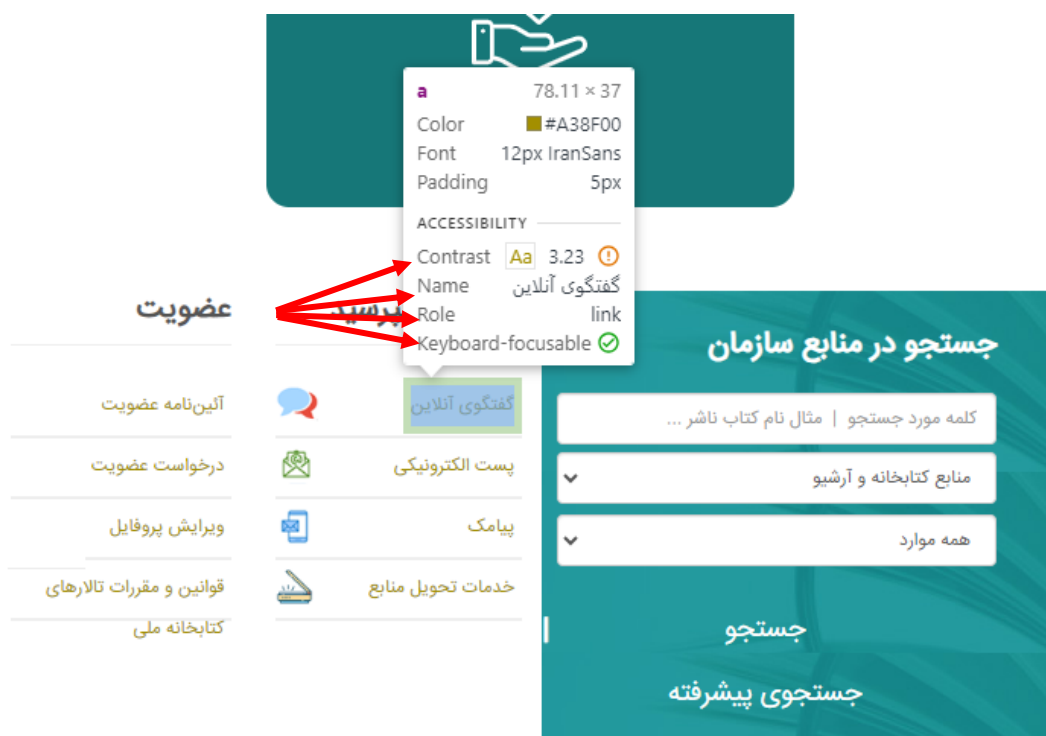 a 78.11 × 37
Color #A38F00
Font 12px IranSans
Padding 5px
ACCESSIBILITY
Contrast Aa 3.23
Name گفتگوی آنلاین
Role link
Keyboard-focusable
جستجو در منابع سازمان
کلمه مورد جستجو | مثال نام کتاب ناشر ...
منابع کتابخانه و آرشیو
همه موارد
جستجو
جستجوی پیشرفته
گفتگوی آنلاین
پست الکترونیکی
پیامک
خدمات تحویل منابع
عضویت
آئین‌نامه عضویت
درخواست عضویت
ویرایش پروفایل
قوانین و مقررات تالارهای
کتابخانه ملی